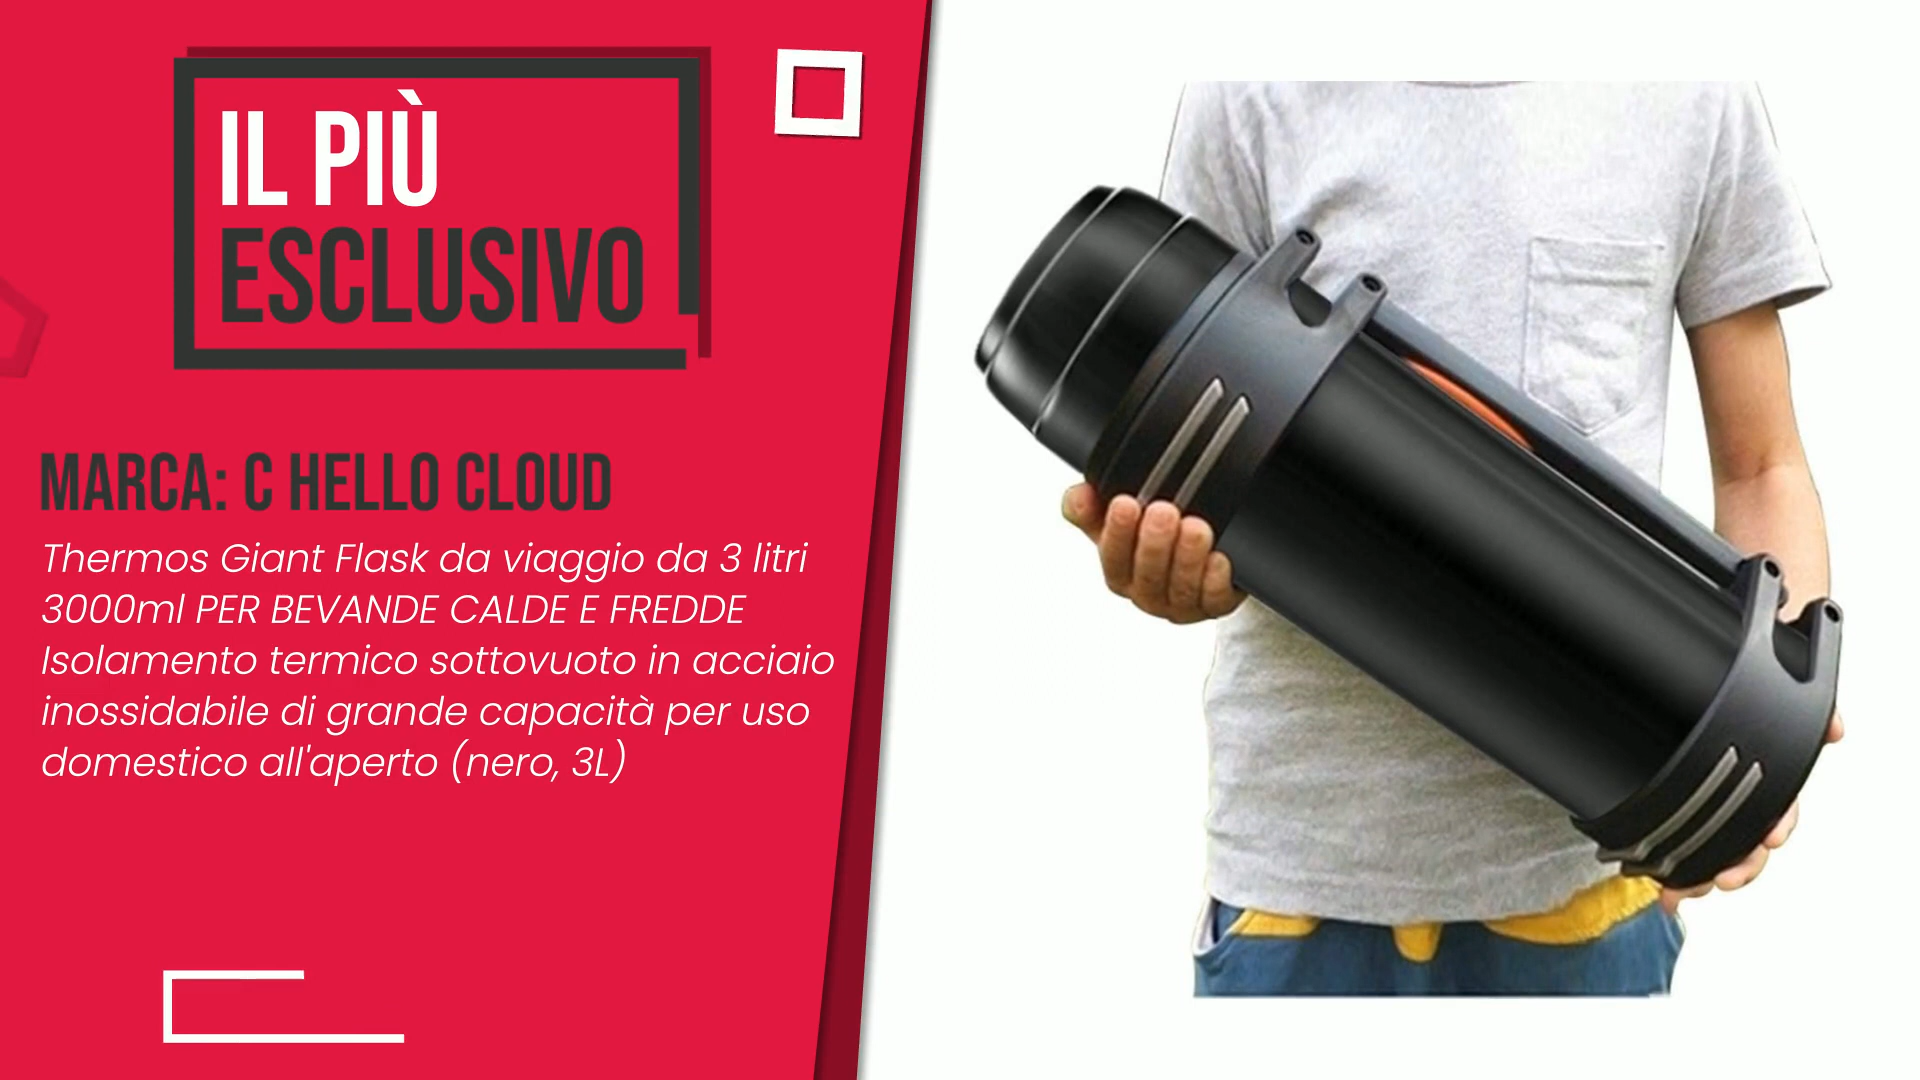 IL PIÙ
ESCLUSIVO
MARCA: C HELLO CLOUD
Thermos Giant Flask da viaggio da 3 litri
3000ml PER BEVANDE CALDE E FREDDE
Isolamento termico sottovuoto in acciaio
inossidabile di grande capacità per uso
domestico all'aperto (nero, 3L)